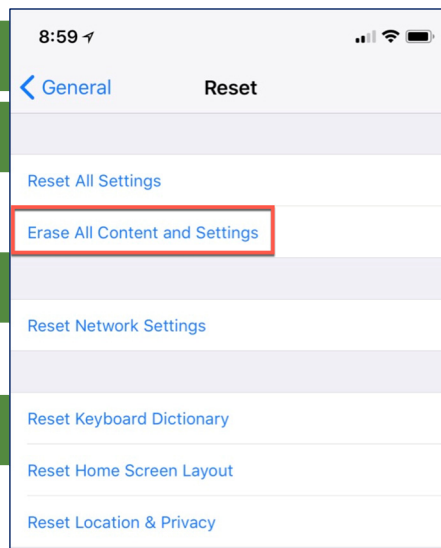 8:59
General
Reset
Reset All Settings
Erase All Content and Settings
Reset Network Settings
Reset Keyboard Dictionary
Reset Home Screen Layout
Reset Location & Privacy